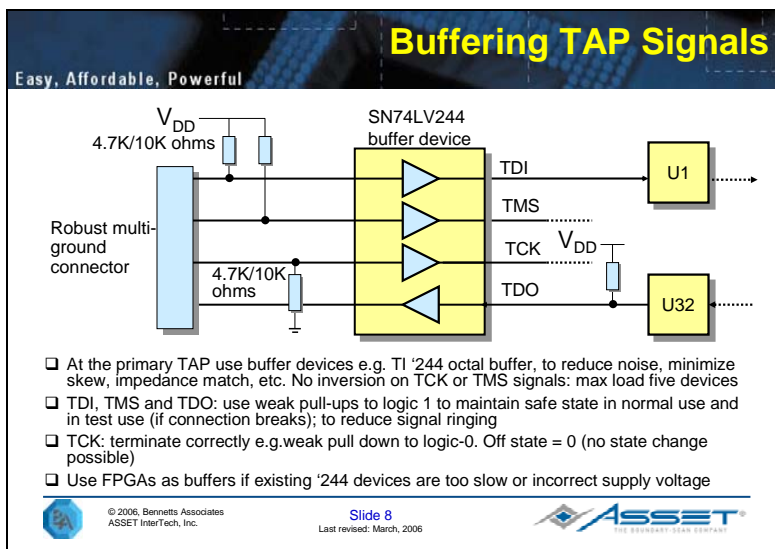 Buffering TAP Signals
Easy, Affordable, Powerful
VDD
4.7K/10K ohms
SN74LV244
buffer device
TDI
U1
TMS
Robust multi-
ground
connector
TCK
VDD
4.7K/10K
ohms
TDO
U32
❑ At the primary TAP use buffer devices e.g. TI ‘244 octal buffer, to reduce noise, minimize
skew, impedance match, etc. No inversion on TCK or TMS signals: max load five devices
❑ TDI, TMS and TDO: use weak pull-ups to logic 1 to maintain safe state in normal use and
in test use (if connection breaks); to reduce signal ringing
❑ TCK: terminate correctly e.g.weak pull down to logic-0. Off state = 0 (no state change
possible)
❑ Use FPGAs as buffers if existing ‘244 devices are too slow or incorrect supply voltage
© 2006, Bennetts Associates
ASSET InterTech, Inc.
Slide 8
Last revised: March, 2006
ASSET
THE BOUNDARY-SCAN COMPANY